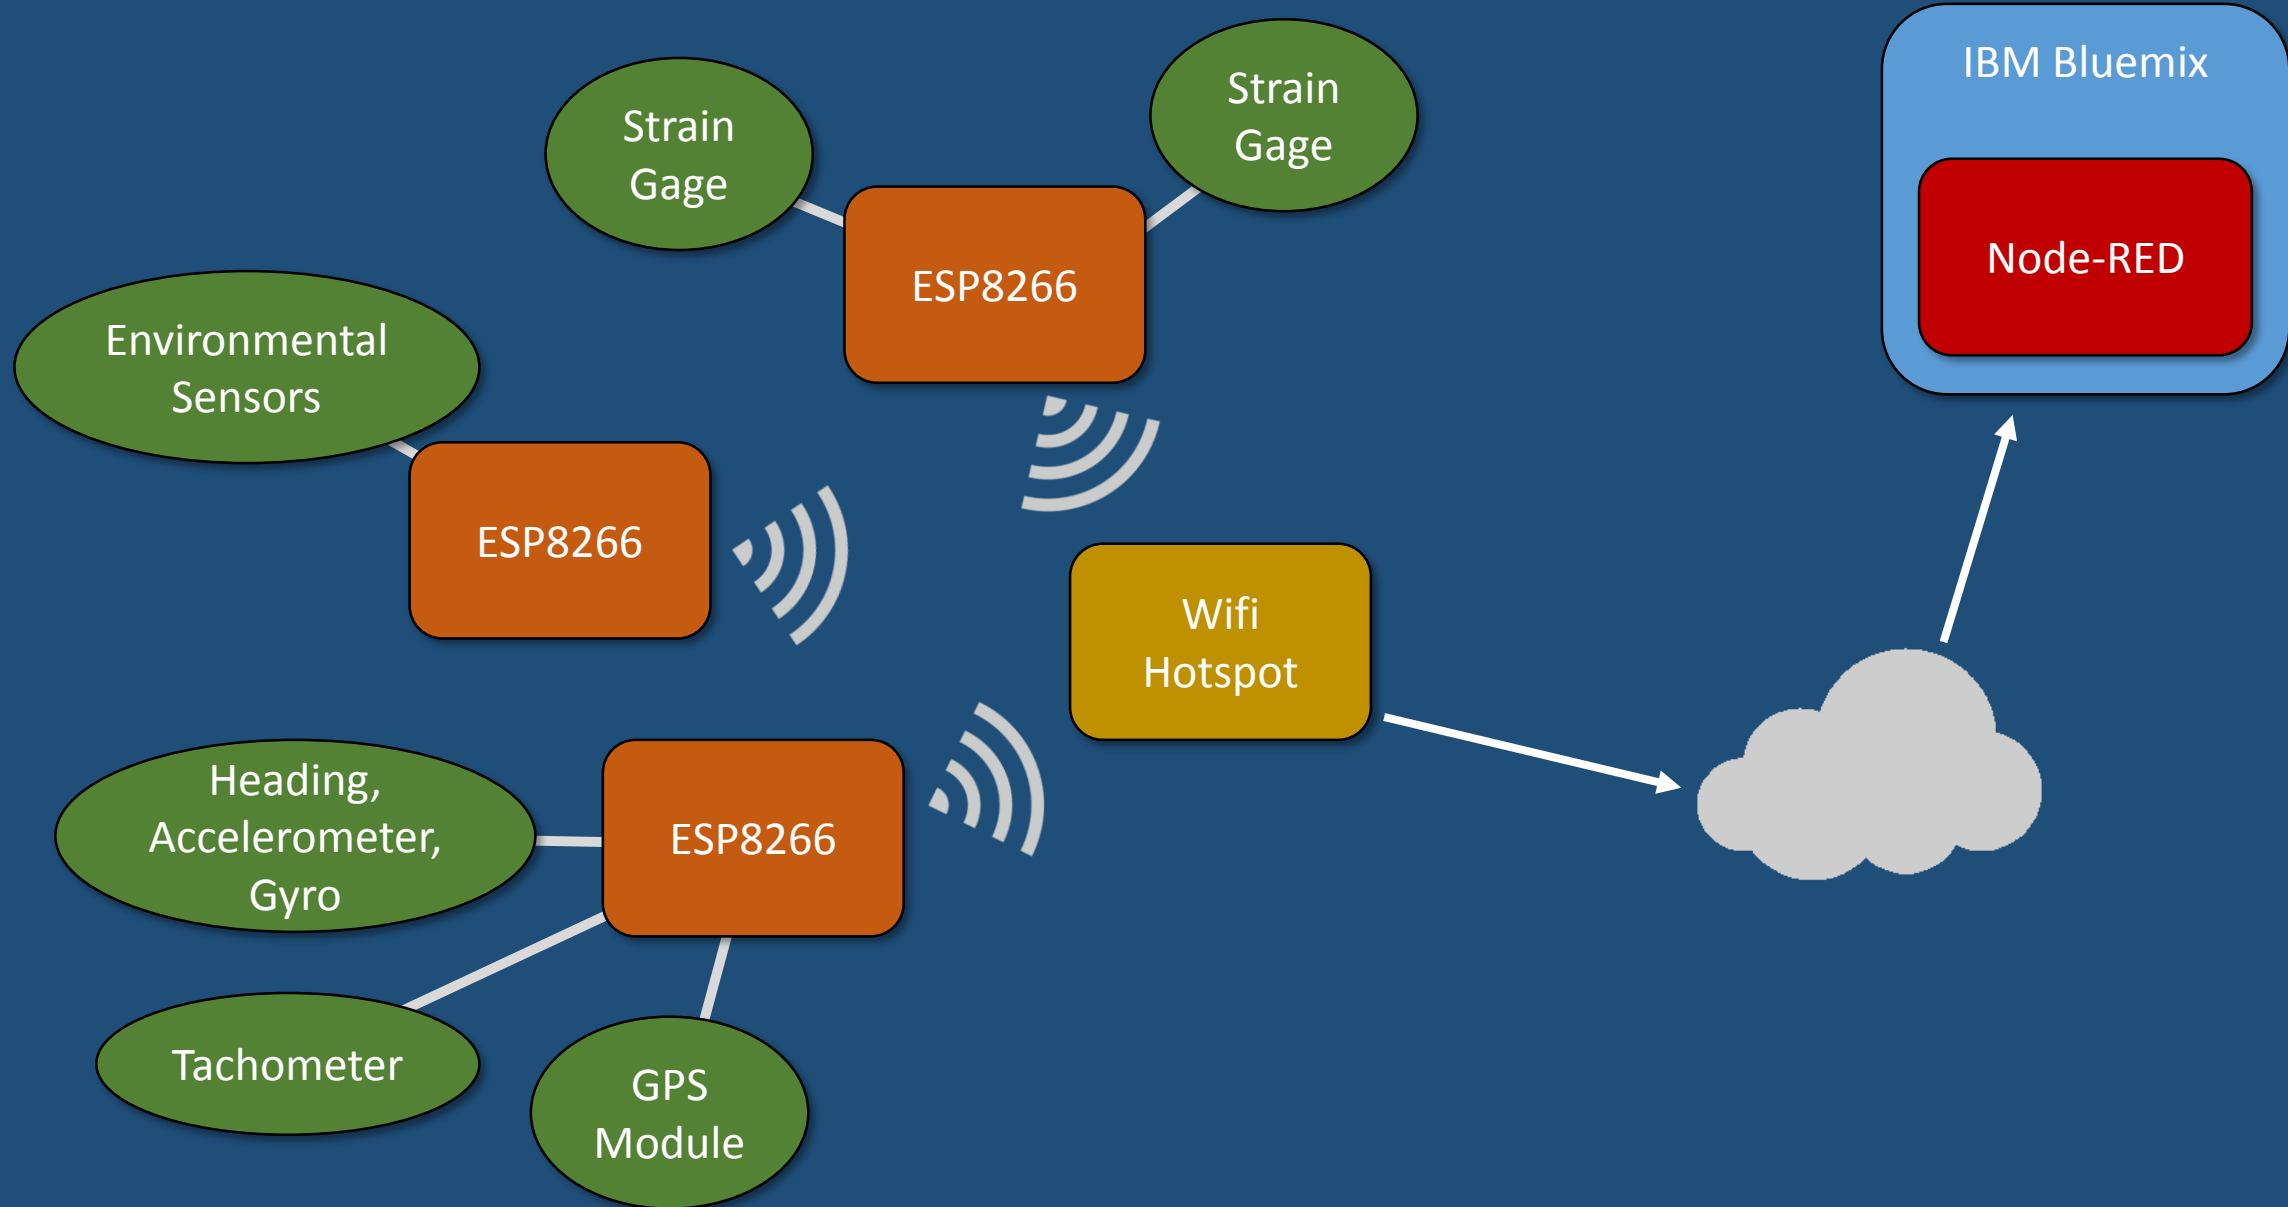 Strain
Gage
Strain
Gage
IBM Bluemix
Node-RED
ESP8266
Environmental
Sensors
ESP8266
Wifi
Hotspot
Heading,
Accelerometer,
Gyro
ESP8266
Tachometer
GPS
Module